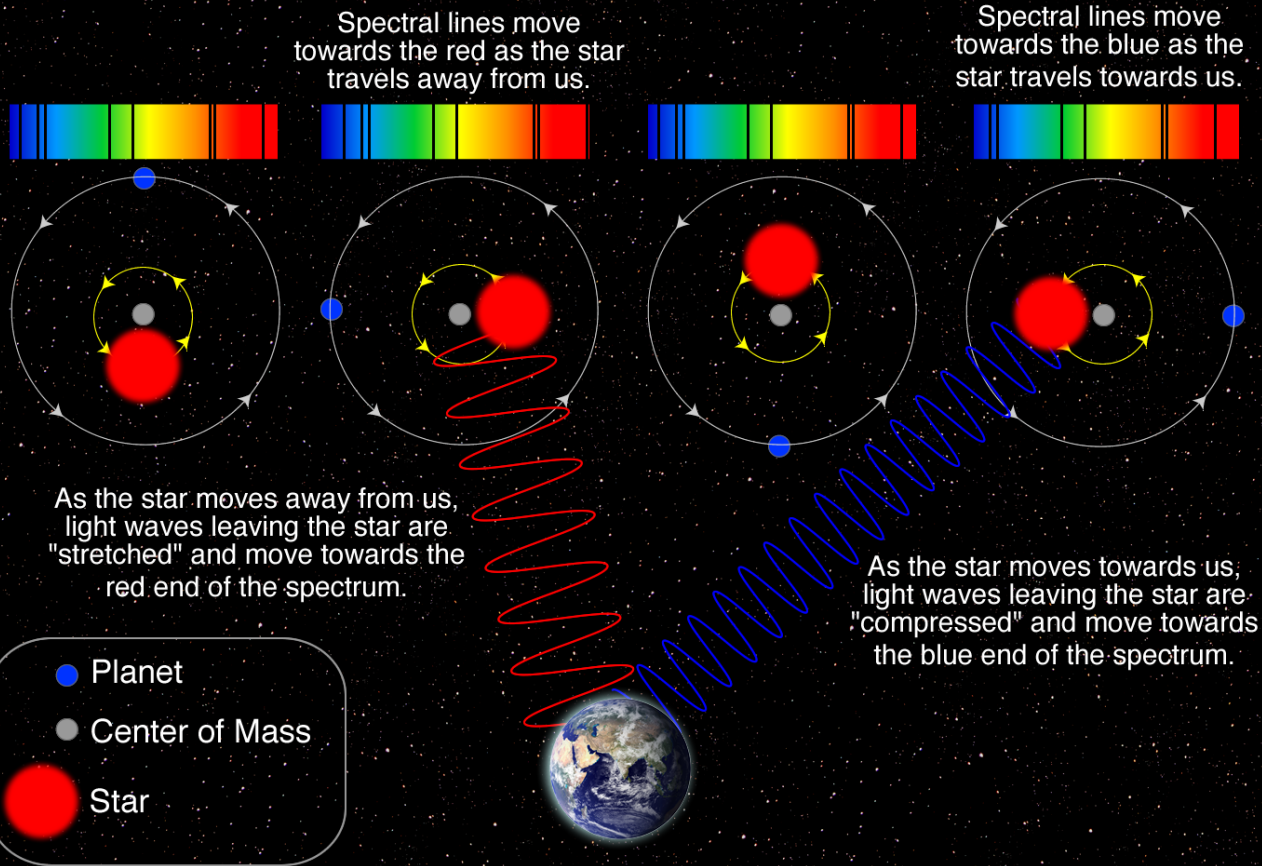 Spectral lines move
towards the red as the star
travels away from us.
Spectral lines move
towards the blue as the
star travels towards us.
As the star moves away from us,
light waves leaving the star are
"stretched" and move towards the
red end of the spectrum.
As the star moves towards us,
light waves leaving the star are
"compressed" and move towards
the blue end of the spectrum.
Planet
Center of Mass
Star